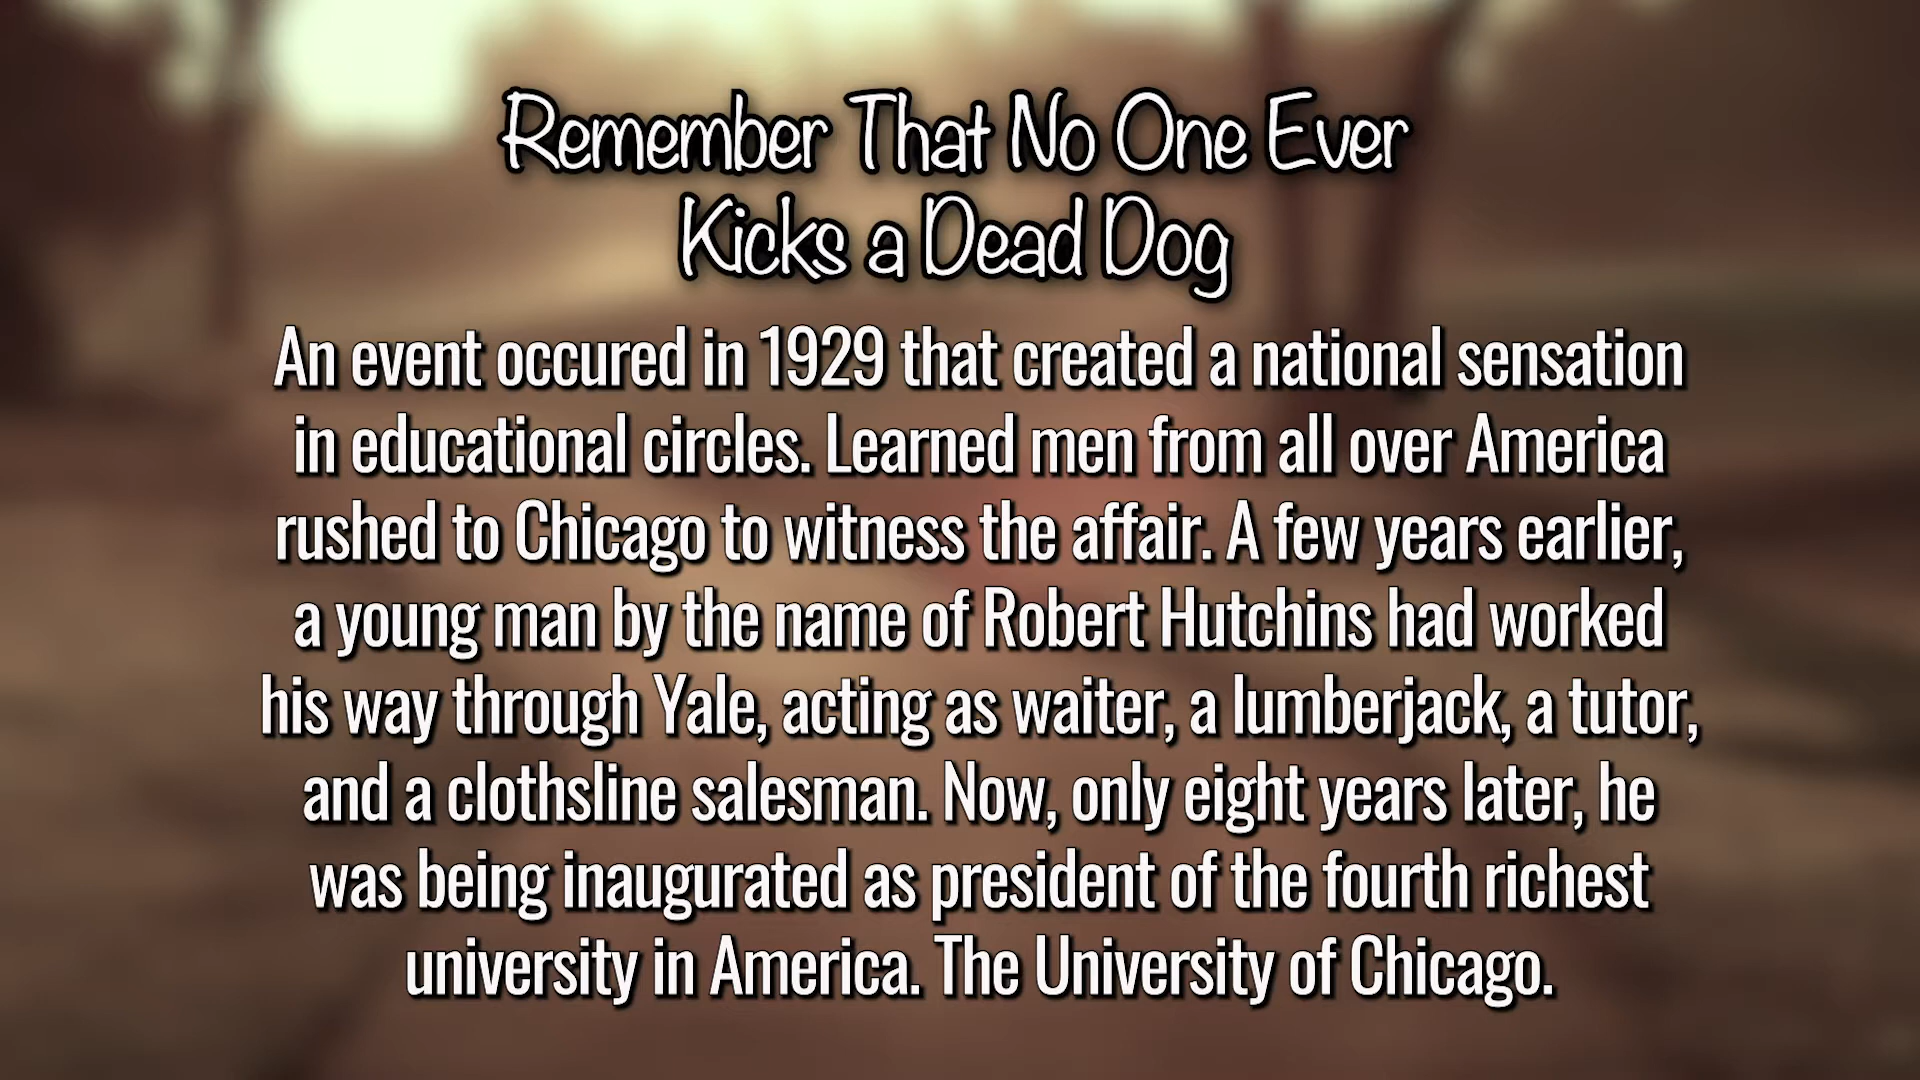 Remember That No One Ever
Kicks a Dead Dog
An event occured in 1929 that created a national sensation
in educational circles. Learned men from all over America
rushed to Chicago to witness the affair. A few years earlier,
a young man by the name of Robert Hutchins had worked
his way through Yale, acting as waiter, a lumberjack, a tutor,
and a clothsline salesman. Now, only eight years later, he
was being inaugurated as president of the fourth richest
university in America. The University of Chicago.